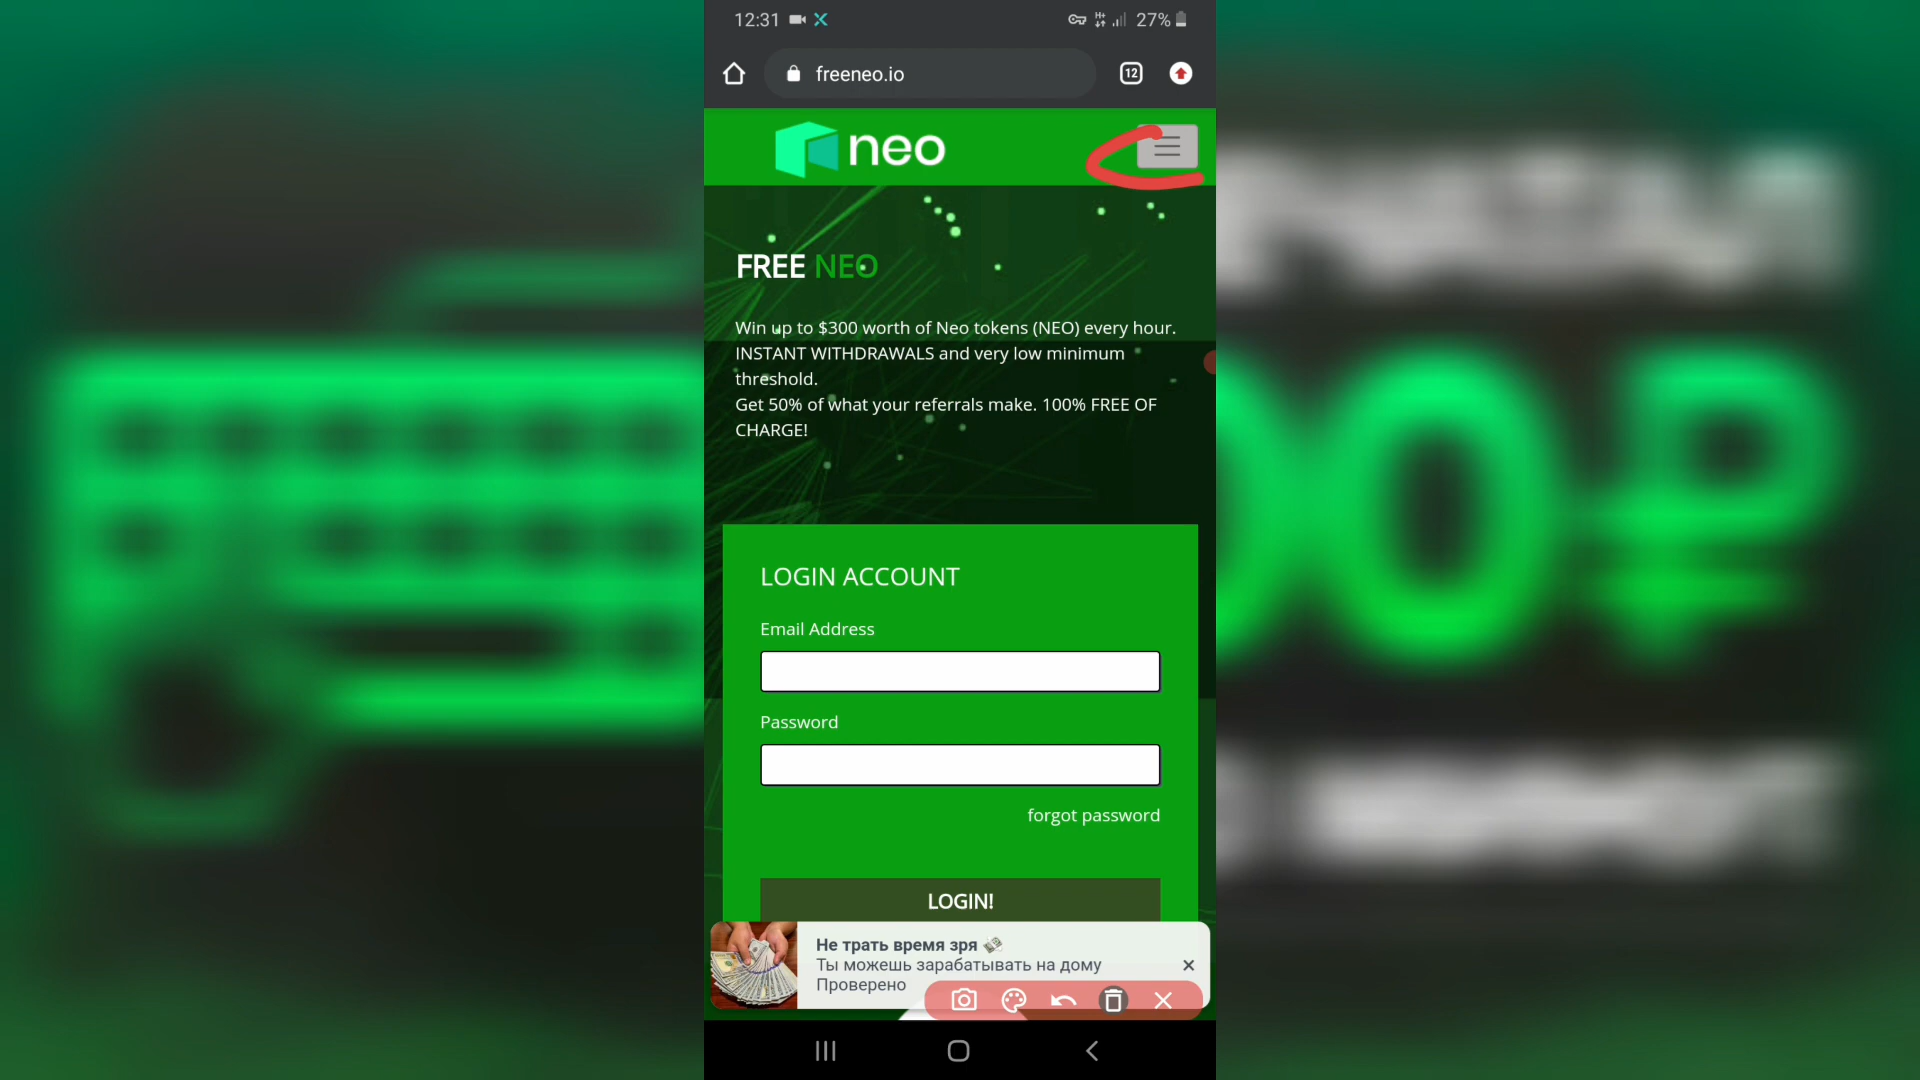 12:31
27%
freeneo.io
12
neo
FREE NEO
Win up to $300 worth of Neo tokens (NEO) every hour.
INSTANT WITHDRAWALS and very low minimum
threshold.
Get 50% of what your referrals make. 100% FREE OF
CHARGE!
LOGIN ACCOUNT
Email Address
Password
forgot password
LOGIN!
Не трать время зря 💸
Ты можешь зарабатывать на дому
Проверено